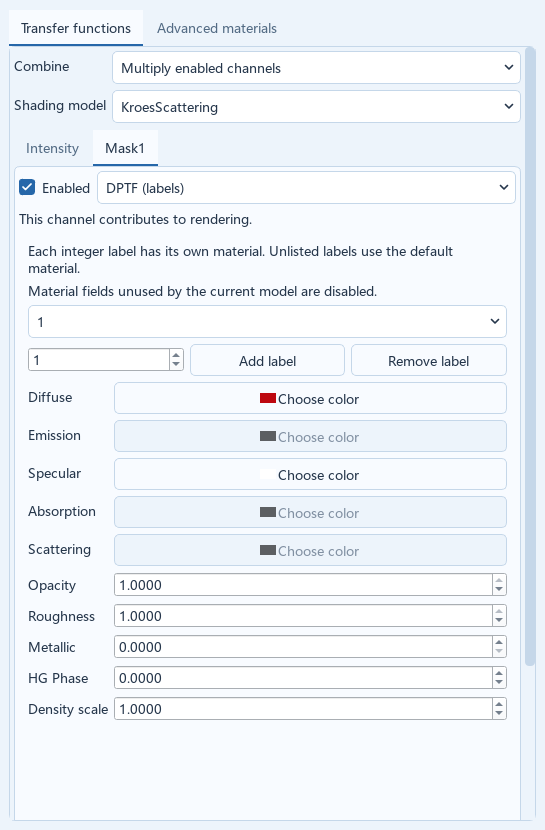 Transfer functions
Advanced materials
Combine
Multiply enabled channels
Shading model
KroesScattering
Intensity
Mask1
Enabled
DPTF (labels)
This channel contributes to rendering.
Each integer label has its own material. Unlisted labels use the default
material.
Material fields unused by the current model are disabled.
1
1
Add label
Remove label
Diffuse
Choose color
Emission
Choose color
Specular
Choose color
Absorption
Choose color
Scattering
Choose color
Opacity
1.0000
Roughness
1.0000
Metallic
0.0000
HG Phase
0.0000
Density scale
1.0000